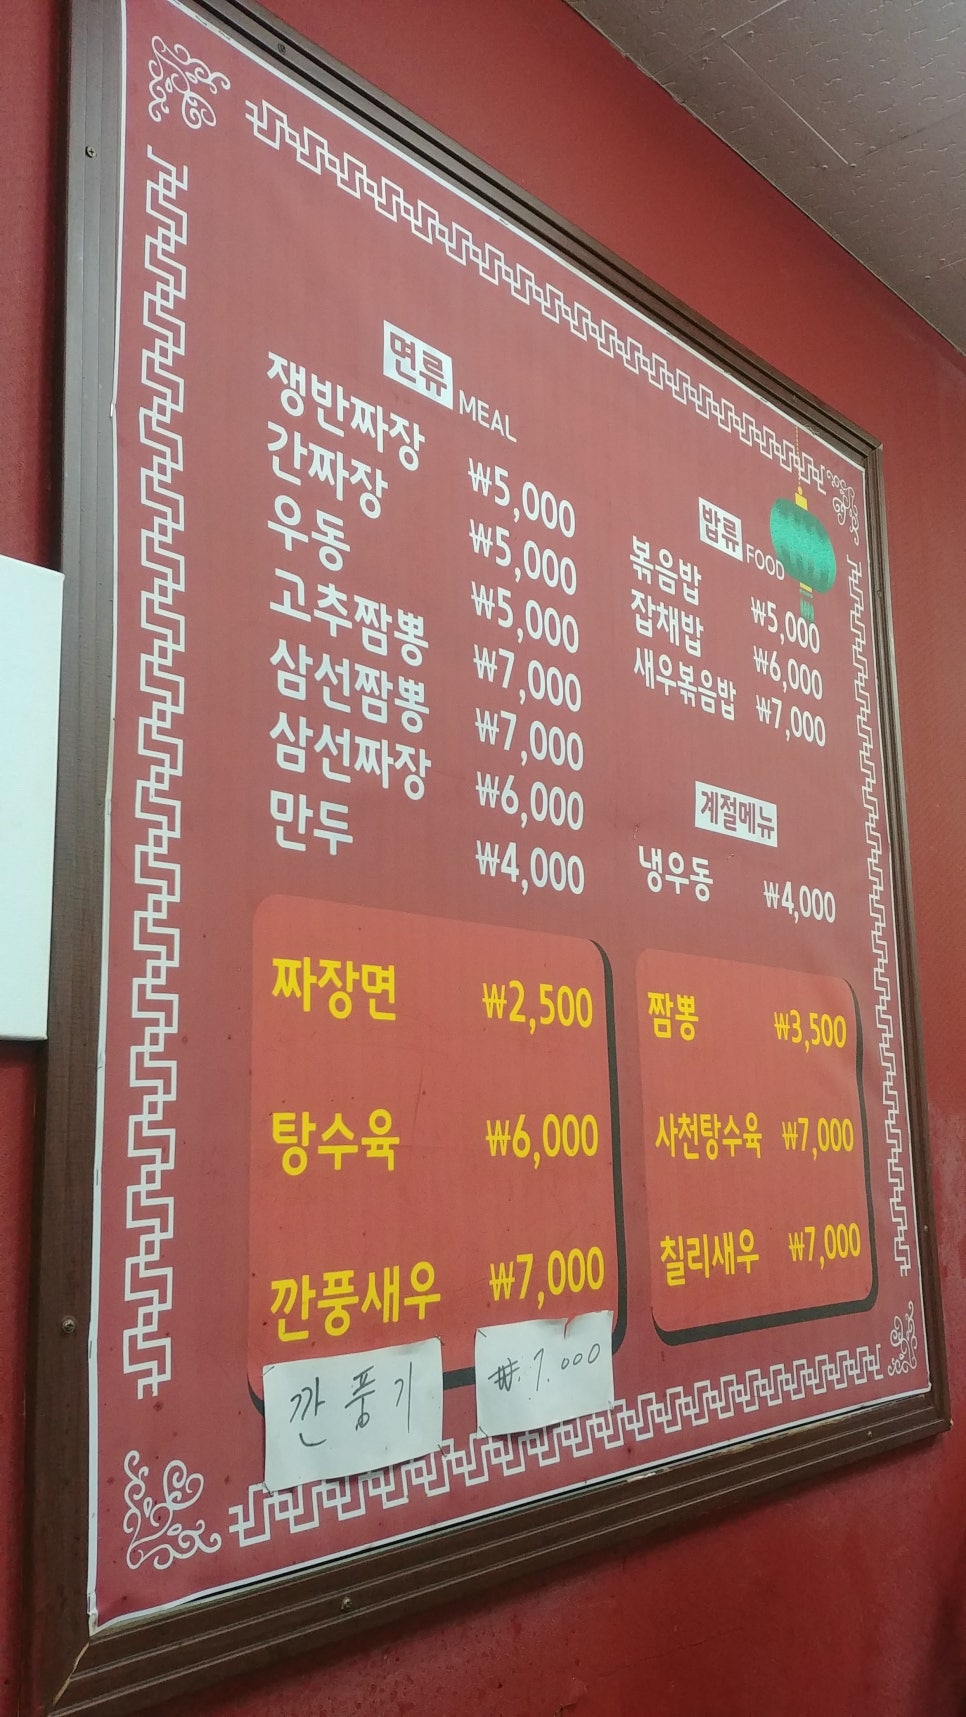 면류 MEAL
쟁반짜장 ₩5,000
간짜장 ₩5,000
우동 ₩5,000
고추짬뽕 ₩7,000
삼선짬뽕 ₩7,000
삼선짜장 ₩6,000
만두 ₩4,000
밥류 FOOD
볶음밥 ₩5,000
잡채밥 ₩6,000
새우볶음밥 ₩7,000
계절메뉴
냉우동 ₩4,000
짜장면 ₩2,500
탕수육 ₩6,000
깐풍새우 ₩7,000
깐풍기 ₩.7.000
짬뽕 ₩3,500
사천탕수육 ₩7,000
칠리새우 ₩7,000